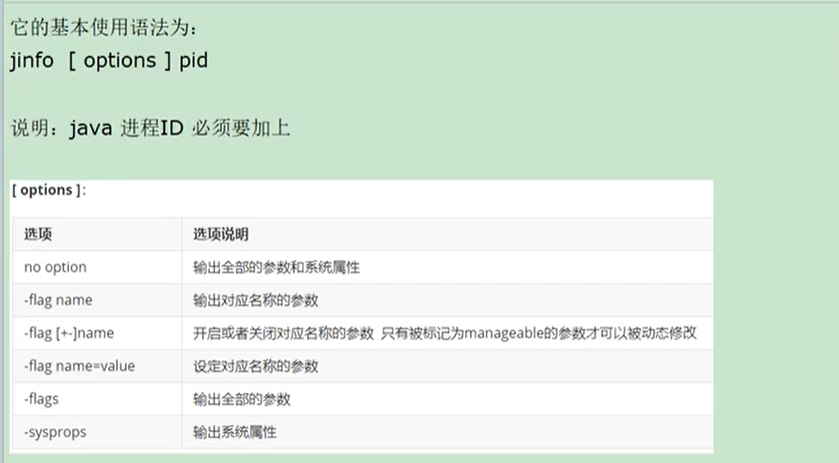 它的基本使用语法为:
jinfo [ options ] pid
说明：java 进程ID 必须要加上
[ options ]:
选项 选项说明
no option 输出全部的参数和系统属性
-flag name 输出对应名称的参数
-flag [+-]name 开启或者关闭对应名称的参数 只有被标记为manageable的参数才可以被动态修改
-flag name=value 设定对应名称的参数
-flags 输出全部的参数
-sysprops 输出系统属性